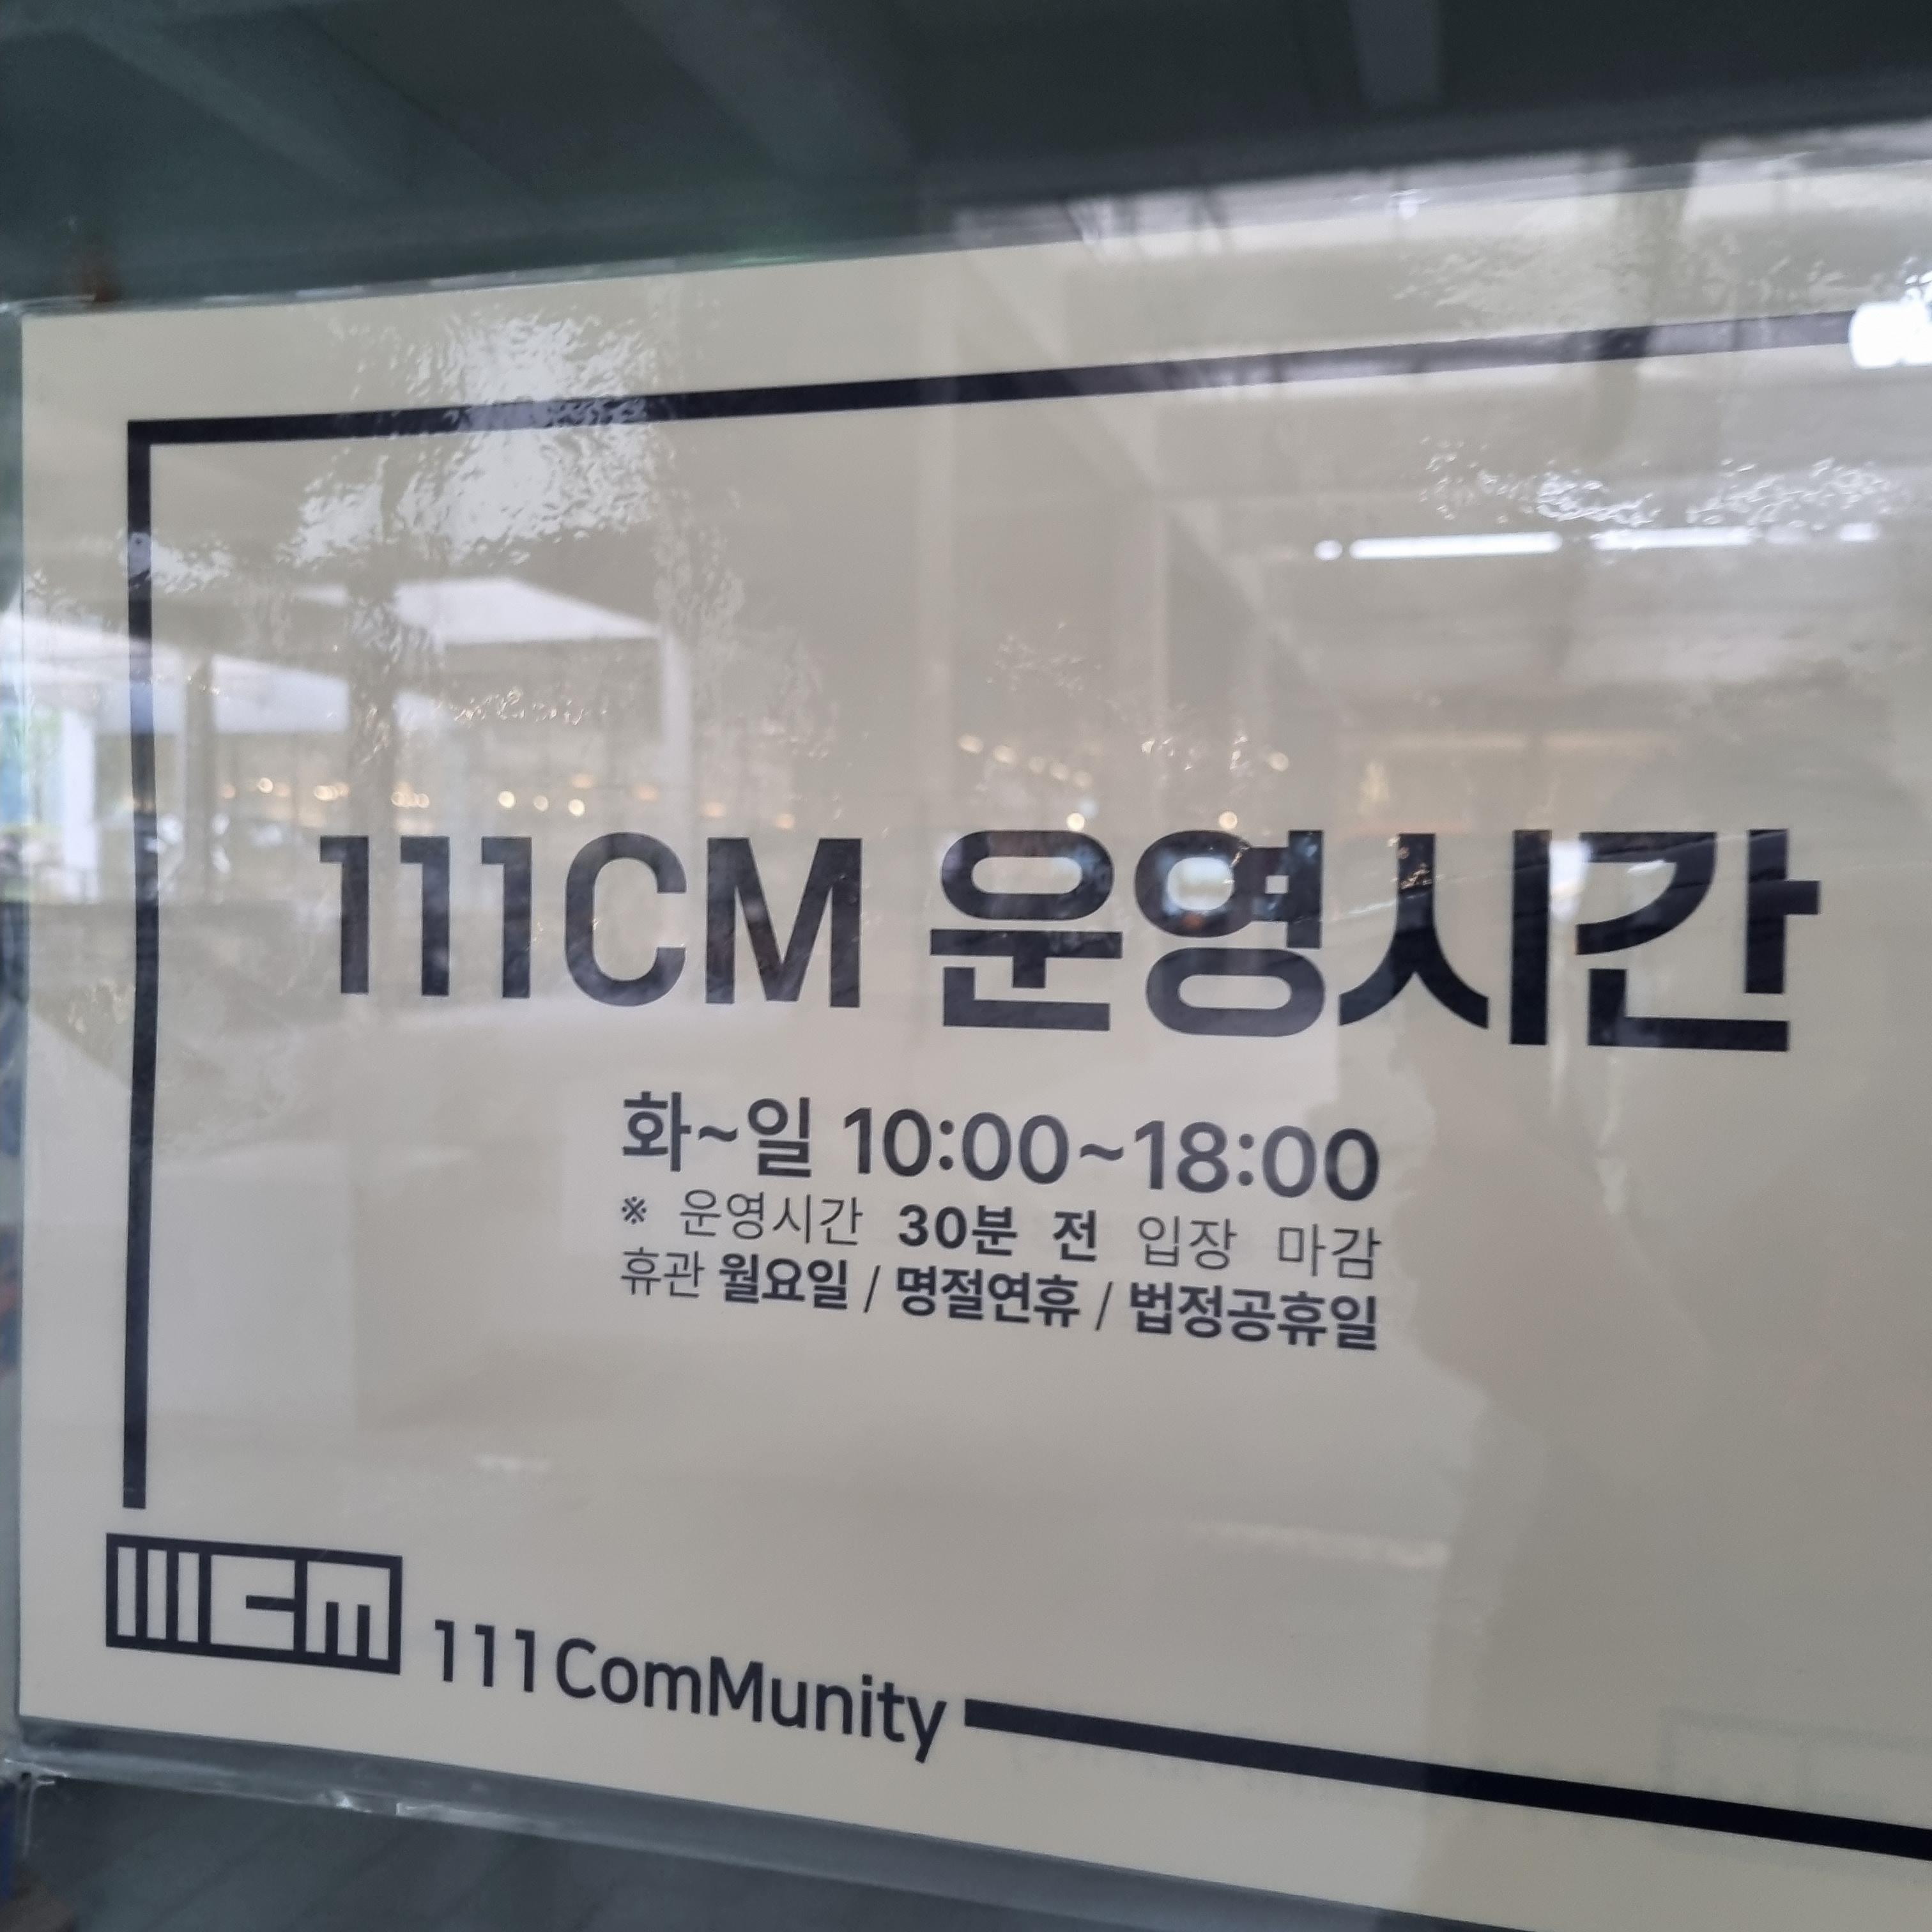 111CM 운영시간
화~일 10:00~18:00
※ 운영시간 30분 전 입장 마감
휴관 월요일 / 명절연휴 / 법정공휴일
111CM
111ComMunity